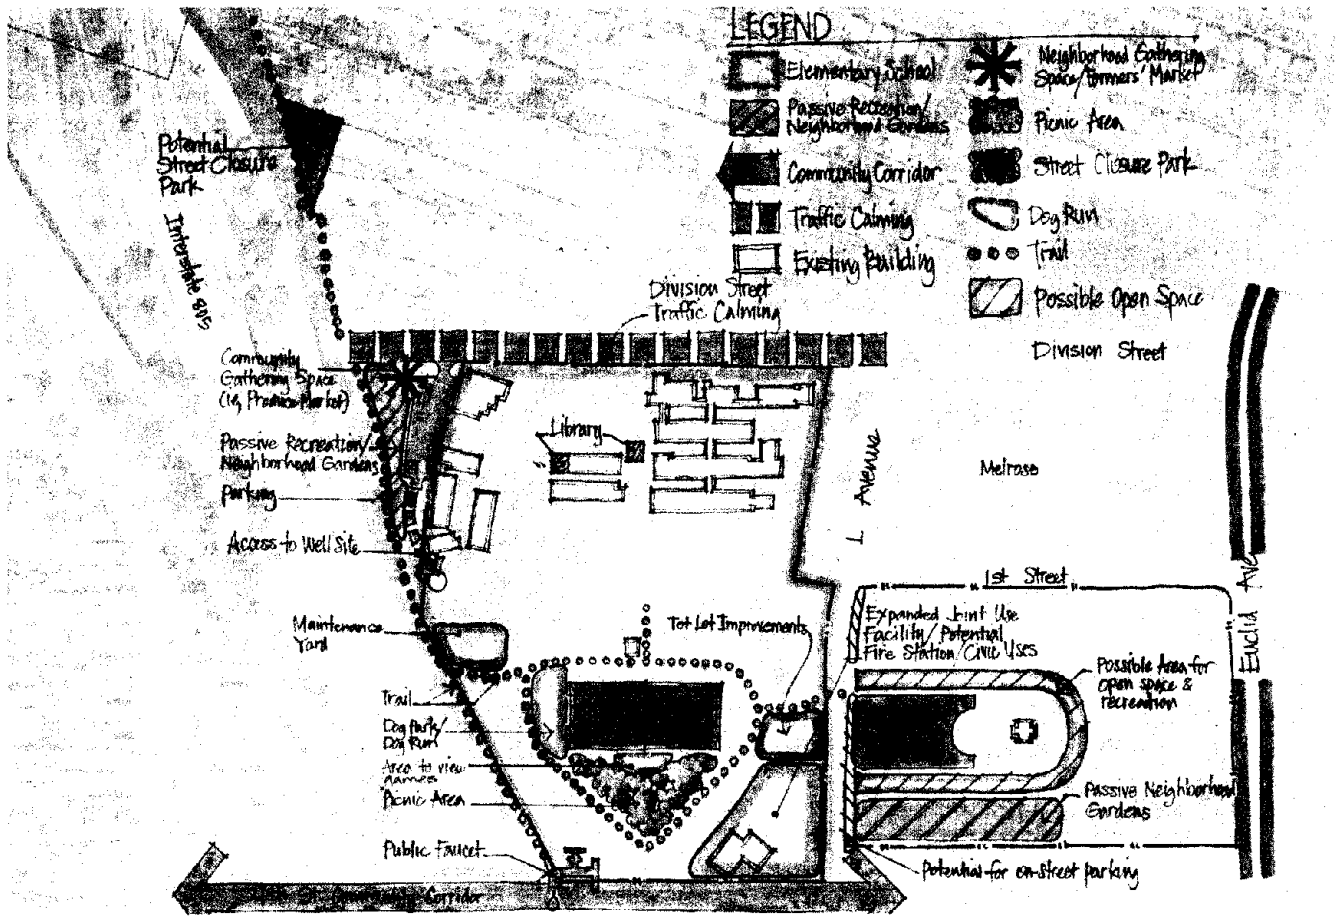 LEGEND
Elementary School
Passive Recreation/
Neighborhood Gardens
Community Corridor
Traffic Calming
Existing Building
Neighborhood Gathering
Space/Farmers' Market
Picnic Area
Street Closure Park
Dog Run
Trail
Possible Open Space
Potential
Street Closure
Park
Interstate 805
Division Street
Traffic Calming
Division Street
Community
Gathering Space
(ie, Produce Market)
Passive Recreation/
Neighborhood Gardens
Parking
Access to Well Site
Library
L Avenue
Melrose
1st Street
Euclid Ave
Maintenance
Yard
Tot Lot Improvements
Expanded Joint Use
Facility/Potential
Fire Station/Civic Uses
Possible Area for
open space &
recreation
Trail
Dog Park/
Dog Run
Area to view
games
Picnic Area
Passive Neighborhood
Gardens
Public Faucet
Potential for on-street parking
Corridor